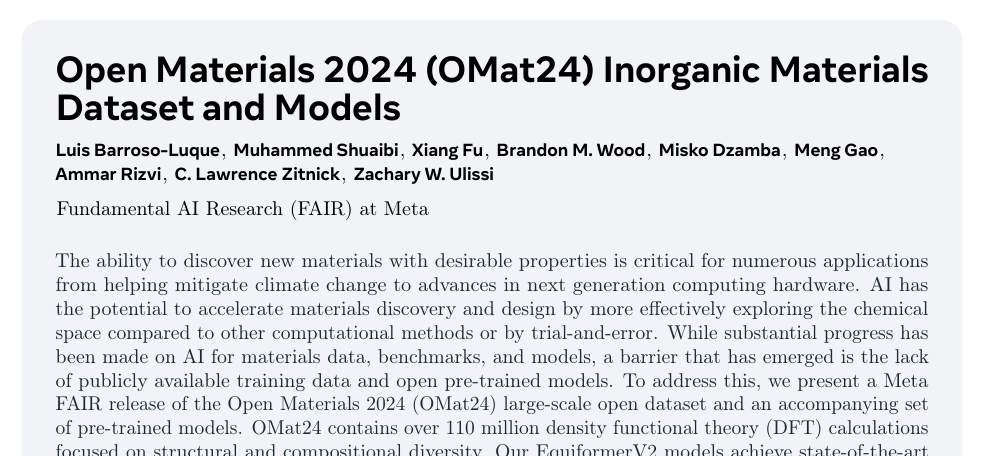 Open Materials 2024 (OMat24) Inorganic Materials
Dataset and Models
Luis Barroso-Luque, Muhammed Shuaibi, Xiang Fu, Brandon M. Wood, Misko Dzamba, Meng Gao,
Ammar Rizvi, C. Lawrence Zitnick, Zachary W. Ulissi
Fundamental AI Research (FAIR) at Meta
The ability to discover new materials with desirable properties is critical for numerous applications
from helping mitigate climate change to advances in next generation computing hardware. AI has
the potential to accelerate materials discovery and design by more effectively exploring the chemical
space compared to other computational methods or by trial-and-error. While substantial progress has
been made on AI for materials data, benchmarks, and models, a barrier that has emerged is the lack
of publicly available training data and open pre-trained models. To address this, we present a Meta
FAIR release of the Open Materials 2024 (OMat24) large-scale open dataset and an accompanying set
of pre-trained models. OMat24 contains over 110 million density functional theory (DFT) calculations
focused on structural and compositional diversity. Our EquiformerV2 models achieve state-of-the-art